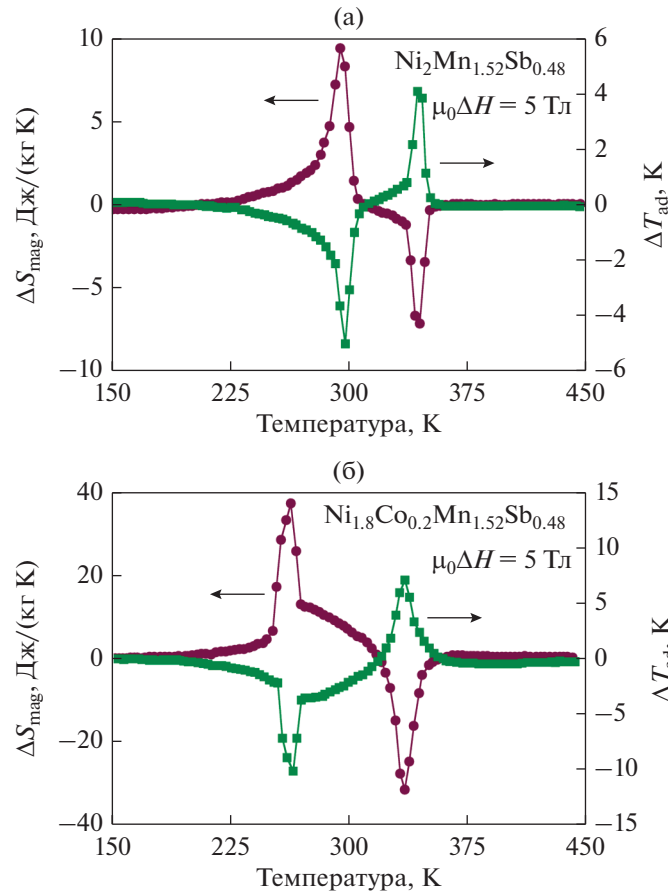 (а)
10
5
0
−5
−10
ΔS_mag, Дж/(кг К)
6
4
2
0
−2
−4
−6
ΔT_ad, К
Ni₂Mn₁.₅₂Sb₀.₄₈
μ₀ΔH = 5 Тл
150 225 300 375 450
Температура, К
(б)
40
20
0
−20
−40
ΔS_mag, Дж/(кг К)
15
10
5
0
−5
−10
−15
ΔT_ad, К
Ni₁.₈Co₀.₂Mn₁.₅₂Sb₀.₄₈
μ₀ΔH = 5 Тл
150 225 300 375 450
Температура, К